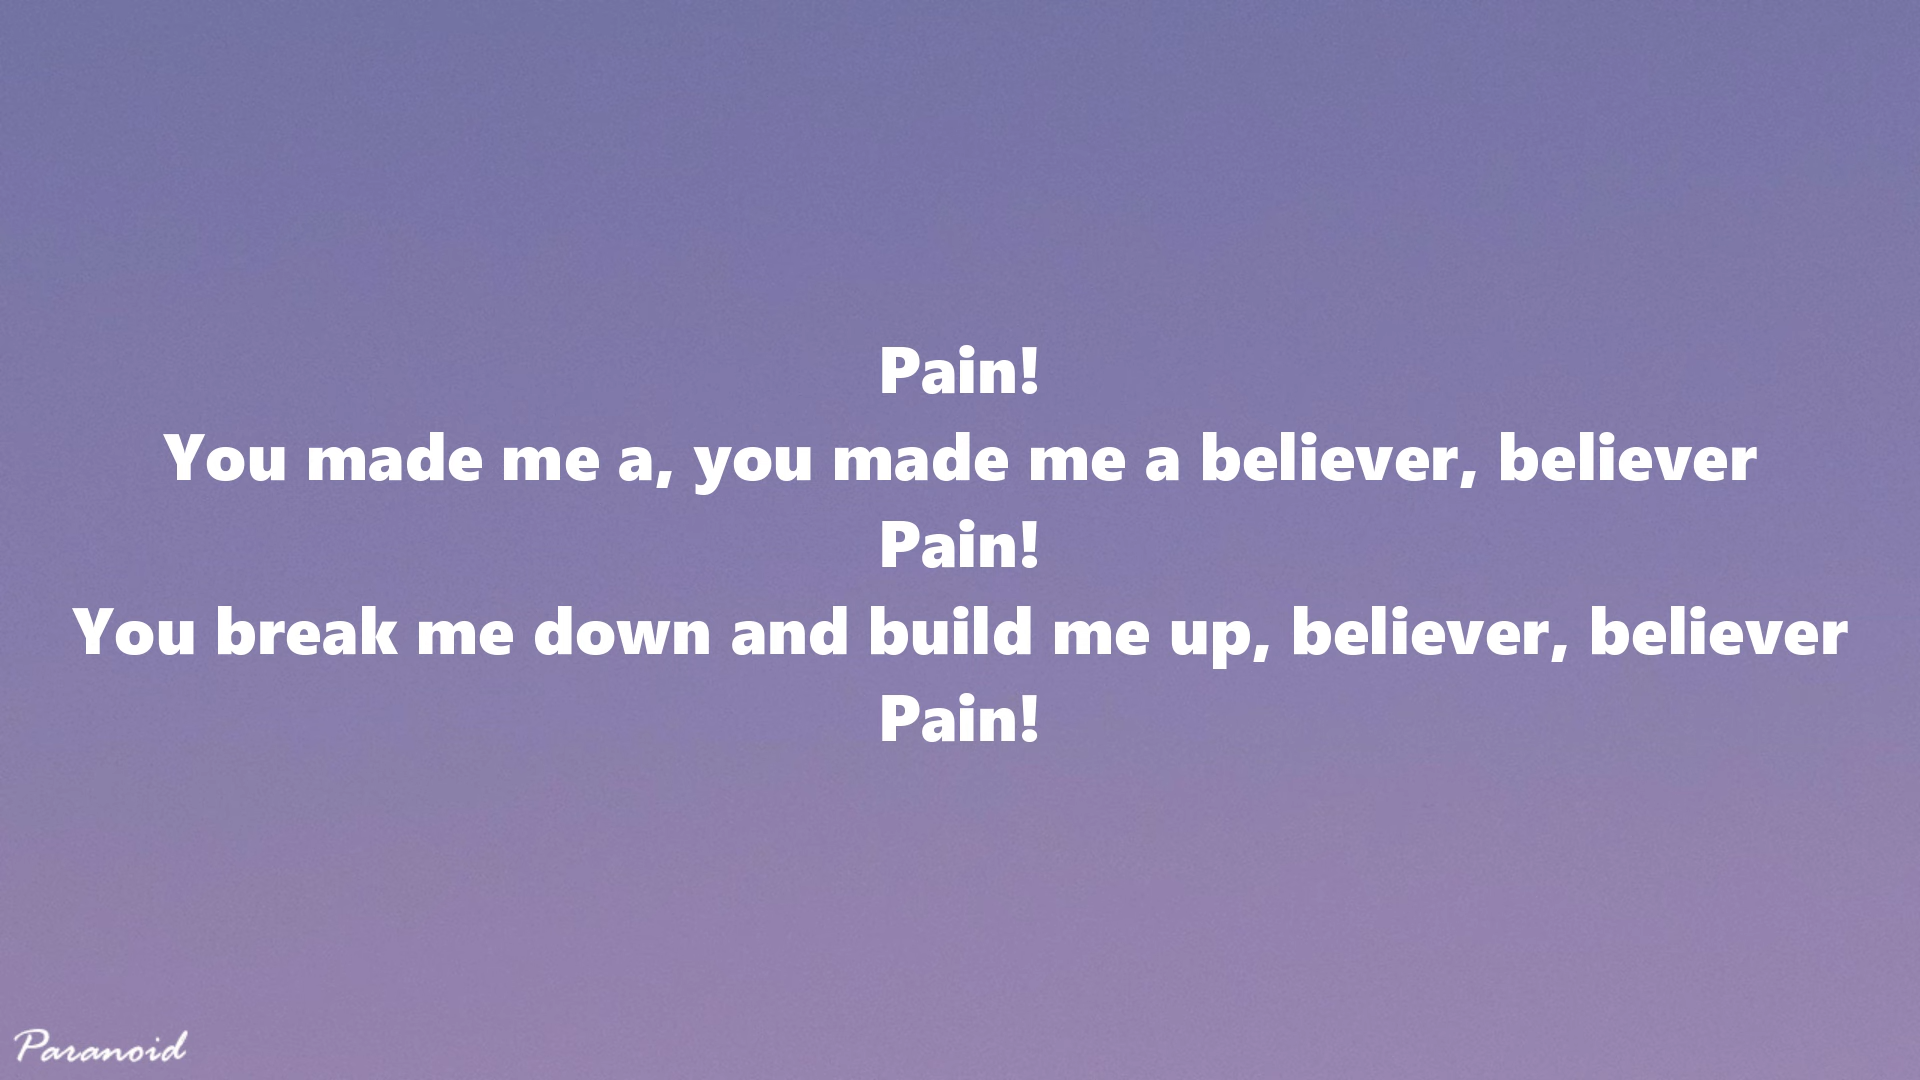 Pain!
You made me a, you made me a believer, believer
Pain!
You break me down and build me up, believer, believer
Pain!
Paranoid